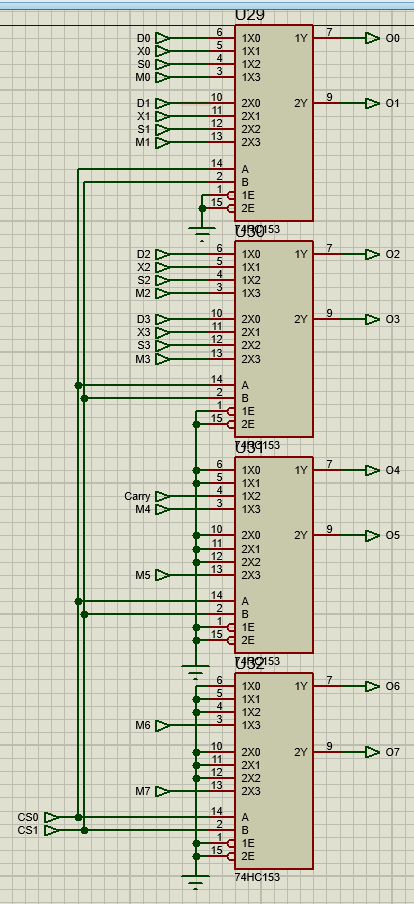 U29
D0 6 1X0 1Y 7 O0
X0 5 1X1
S0 4 1X2
M0 3 1X3
D1 10 2X0 2Y 9 O1
X1 11 2X1
S1 12 2X2
M1 13 2X3
14 A
2 B
1 1E
15 2E
74HC153
U30
D2 6 1X0 1Y 7 O2
X2 5 1X1
S2 4 1X2
M2 3 1X3
D3 10 2X0 2Y 9 O3
X3 11 2X1
S3 12 2X2
M3 13 2X3
14 A
2 B
1 1E
15 2E
74HC153
U31
6 1X0 1Y 7 O4
5 1X1
Carry 4 1X2
M4 3 1X3
10 2X0 2Y 9 O5
11 2X1
12 2X2
M5 13 2X3
14 A
2 B
1 1E
15 2E
74HC153
U32
6 1X0 1Y 7 O6
5 1X1
4 1X2
M6 3 1X3
10 2X0 2Y 9 O7
11 2X1
12 2X2
M7 13 2X3
CS0 14 A
CS1 2 B
1 1E
15 2E
74HC153